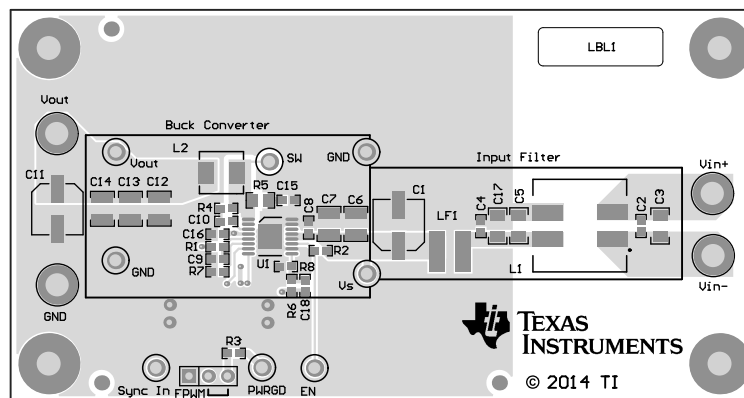 LBL1
Vout
Buck Converter
L2
Vout
SW
GND
Input Filter
Vin+
C11
C14
C13
C12
R5
C15
C8
C7
C6
C1
LF1
C4
C17
C5
C2
C3
R4
C10
C16
R1
C9
R7
U1
R2
R8
L1
GND
GND
Vs
R6
C18
Vin-
ti
TEXAS
INSTRUMENTS
R3
Sync In
FPWM
PWRGD
EN
© 2014 TI